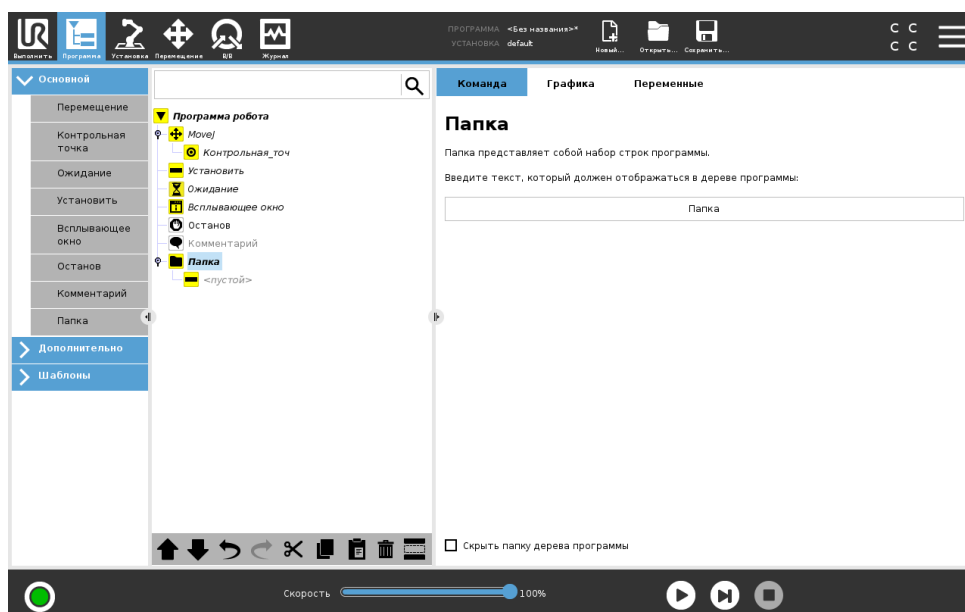 ПРОГРАММА <Без названия>*
УСТАНОВКА default
Выполнить
Программа
Установка
Перемещение
В/В
Журнал
Новый...
Открыть...
Сохранить...
C C
C C
Основной
Перемещение
Контрольная
точка
Ожидание
Установить
Всплывающее
окно
Останов
Комментарий
Папка
Дополнительно
Шаблоны
Программа робота
MoveJ
Контрольная_точ
Установить
Ожидание
Всплывающее окно
Останов
Комментарий
Папка
<пустой>
Команда
Графика
Переменные
Папка
Папка представляет собой набор строк программы.
Введите текст, который должен отображаться в дереве программы:
Папка
Скрыть папку дерева программы
Скорость
100%